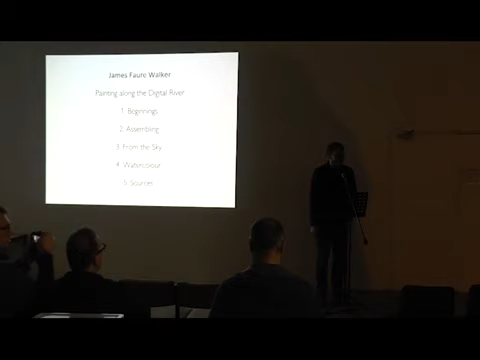 James Faure Walker
Painting along the Digital River
1. Beginnings
2. Assembling
3. From the Sky
4. Watercolour
5. Sources